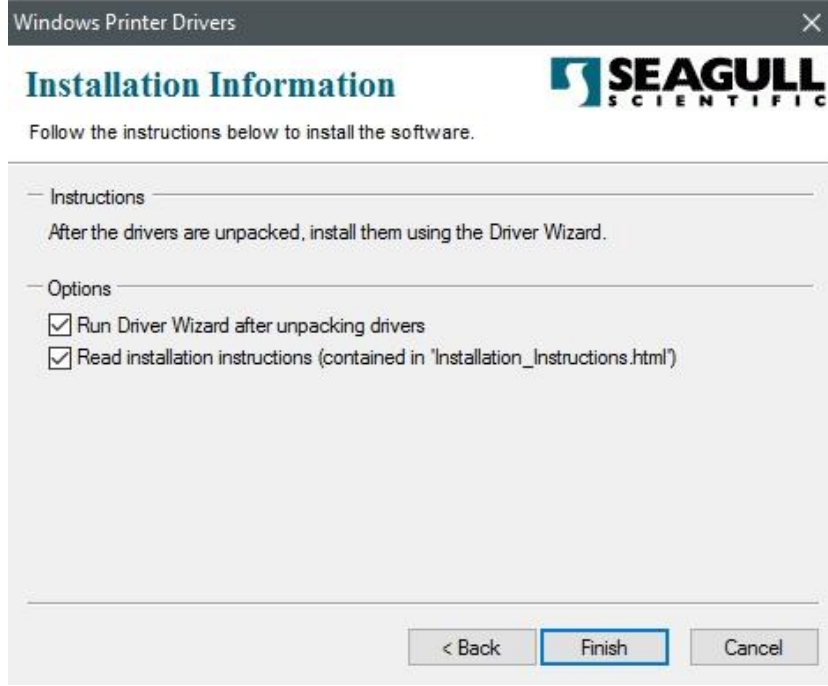 Windows Printer Drivers
Installation Information
SEAGULL
SCIENTIFIC
Follow the instructions below to install the software.
Instructions
After the drivers are unpacked, install them using the Driver Wizard.
Options
Run Driver Wizard after unpacking drivers
Read installation instructions (contained in 'Installation_Instructions.html')
< Back Finish Cancel